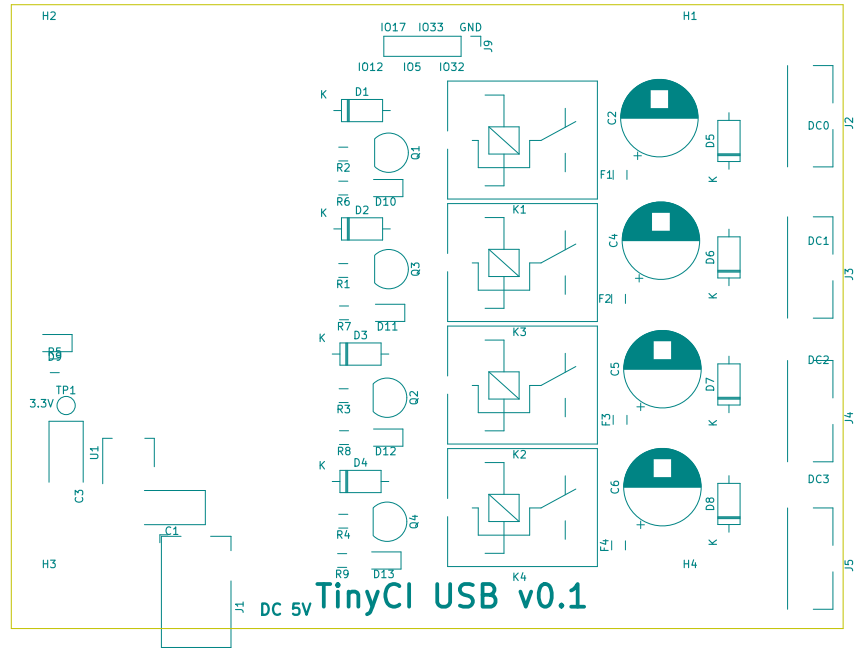 H2
H1
IO17 IO33 GND
J9
IO12 IO5 IO32
K D1
C2
J2
DC0
D5
Q1
R2
F1
K
R6 D10
K D2
K1
C4
DC1
D6
Q3
J3
R1
K
F2
R7 D11
K D3
K3
R5
D9
DC2
C5
D7
TP1
3.3V
Q2
R3
J4
F3
K
R8 D12
U1
K2
K D4
DC3
C6
C3
D8
Q4
C1
R4
K
F4
H3
H4
J5
R9 D13
K4
J1
DC 5V
TinyCI USB v0.1